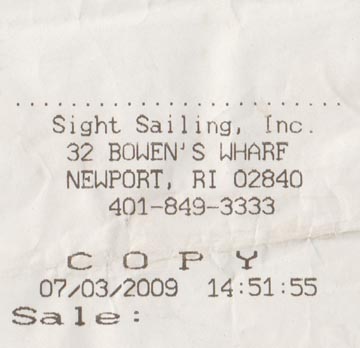 Sight Sailing, Inc.
32 BOWEN'S WHARF
NEWPORT, RI 02840
401-849-3333
COPY
07/03/2009 14:51:55
Sale: